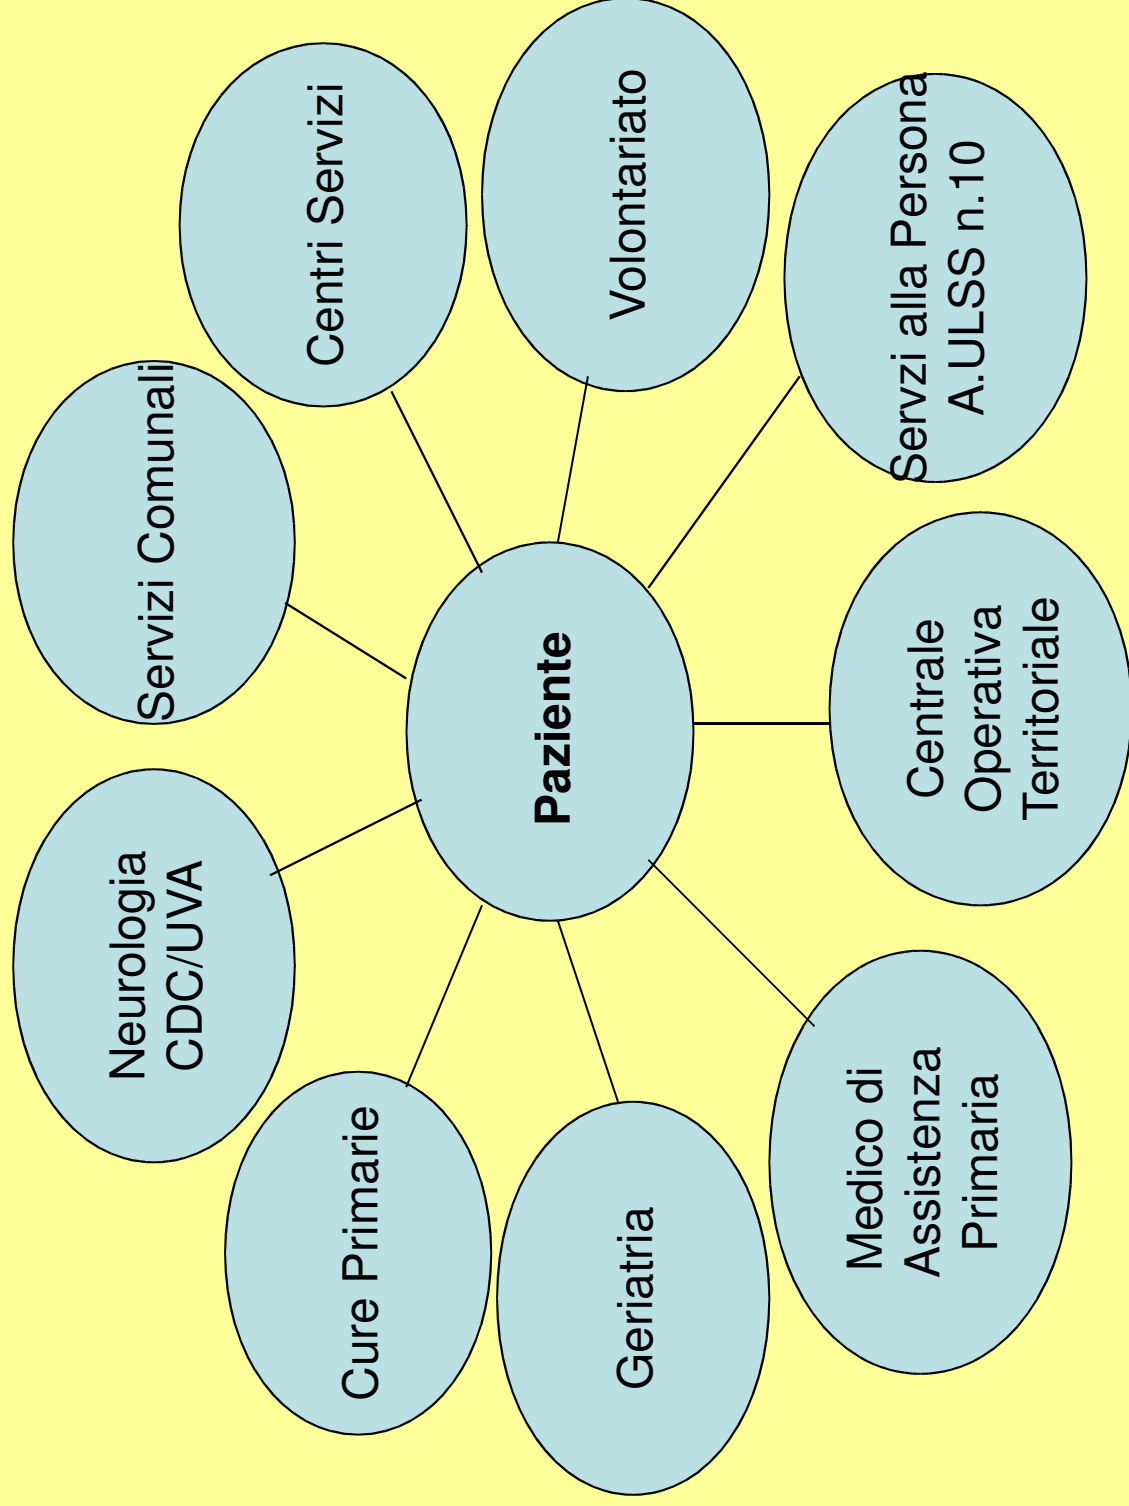 Neurologia
CDC/UVA
Servizi Comunali
Cure Primarie
Centri Servizi
Geriatria
Paziente
Volontariato
Medico di
Assistenza
Primaria
Centrale
Operativa
Territoriale
Servzi alla Persona
A.ULSS n.10